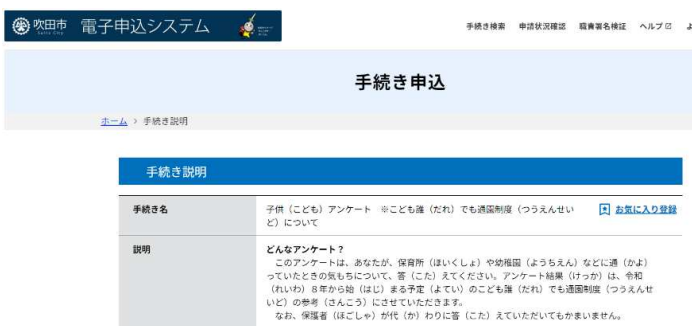 吹田市 電子申込システム
Suita City
手続き検索 申請状況確認 職責署名検証 ヘルプ
手続き申込
ホーム > 手続き説明
手続き説明
手続き名
子供（こども）アンケート ※こども誰（だれ）でも通園制度（つうえんせい
ど）について
お気に入り登録
説明
どんなアンケート？
このアンケートは、あなたが、保育所（ほいくしょ）や幼稚園（ようちえん）などに通（かよ）
っていたときの気もちについて、答（こた）えてください。アンケート結果（けっか）は、令和
（れいわ）８年から始（はじ）まる予定（よてい）のこども誰（だれ）でも通園制度（つうえんせ
いど）の参考（さんこう）にさせていただきます。
なお、保護者（ほごしゃ）が代（か）わりに答（こた）えていただいてもかまいません。